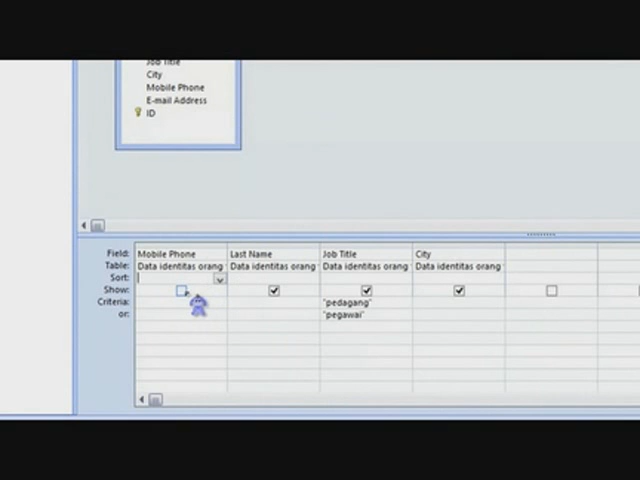 Job Title
City
Mobile Phone
E-mail Address
ID
Field: Mobile Phone Last Name Job Title City
Table: Data identitas orang Data identitas orang Data identitas orang Data identitas orang
Sort:
Show:
Criteria: "pedagang"
or: "pegawai"